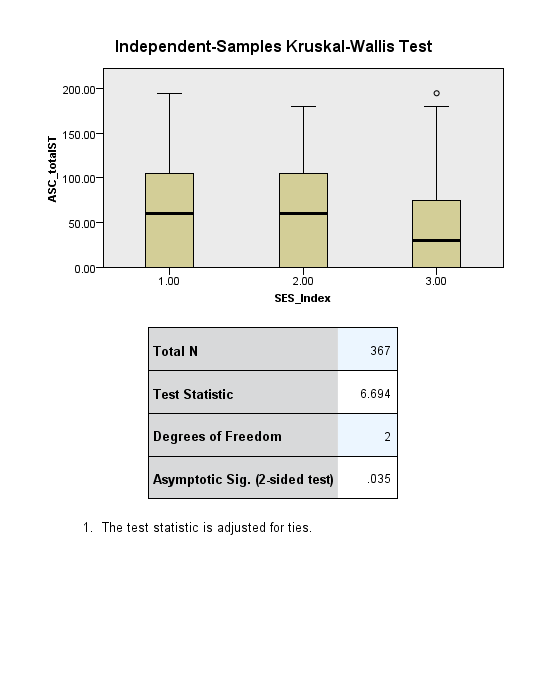 Independent-Samples Kruskal-Wallis Test
200.00
150.00
100.00
50.00
0.00
ASC_totalST
1.00 2.00 3.00
SES_Index
Total N 367
Test Statistic 6.694
Degrees of Freedom 2
Asymptotic Sig. (2-sided test) .035
1. The test statistic is adjusted for ties.